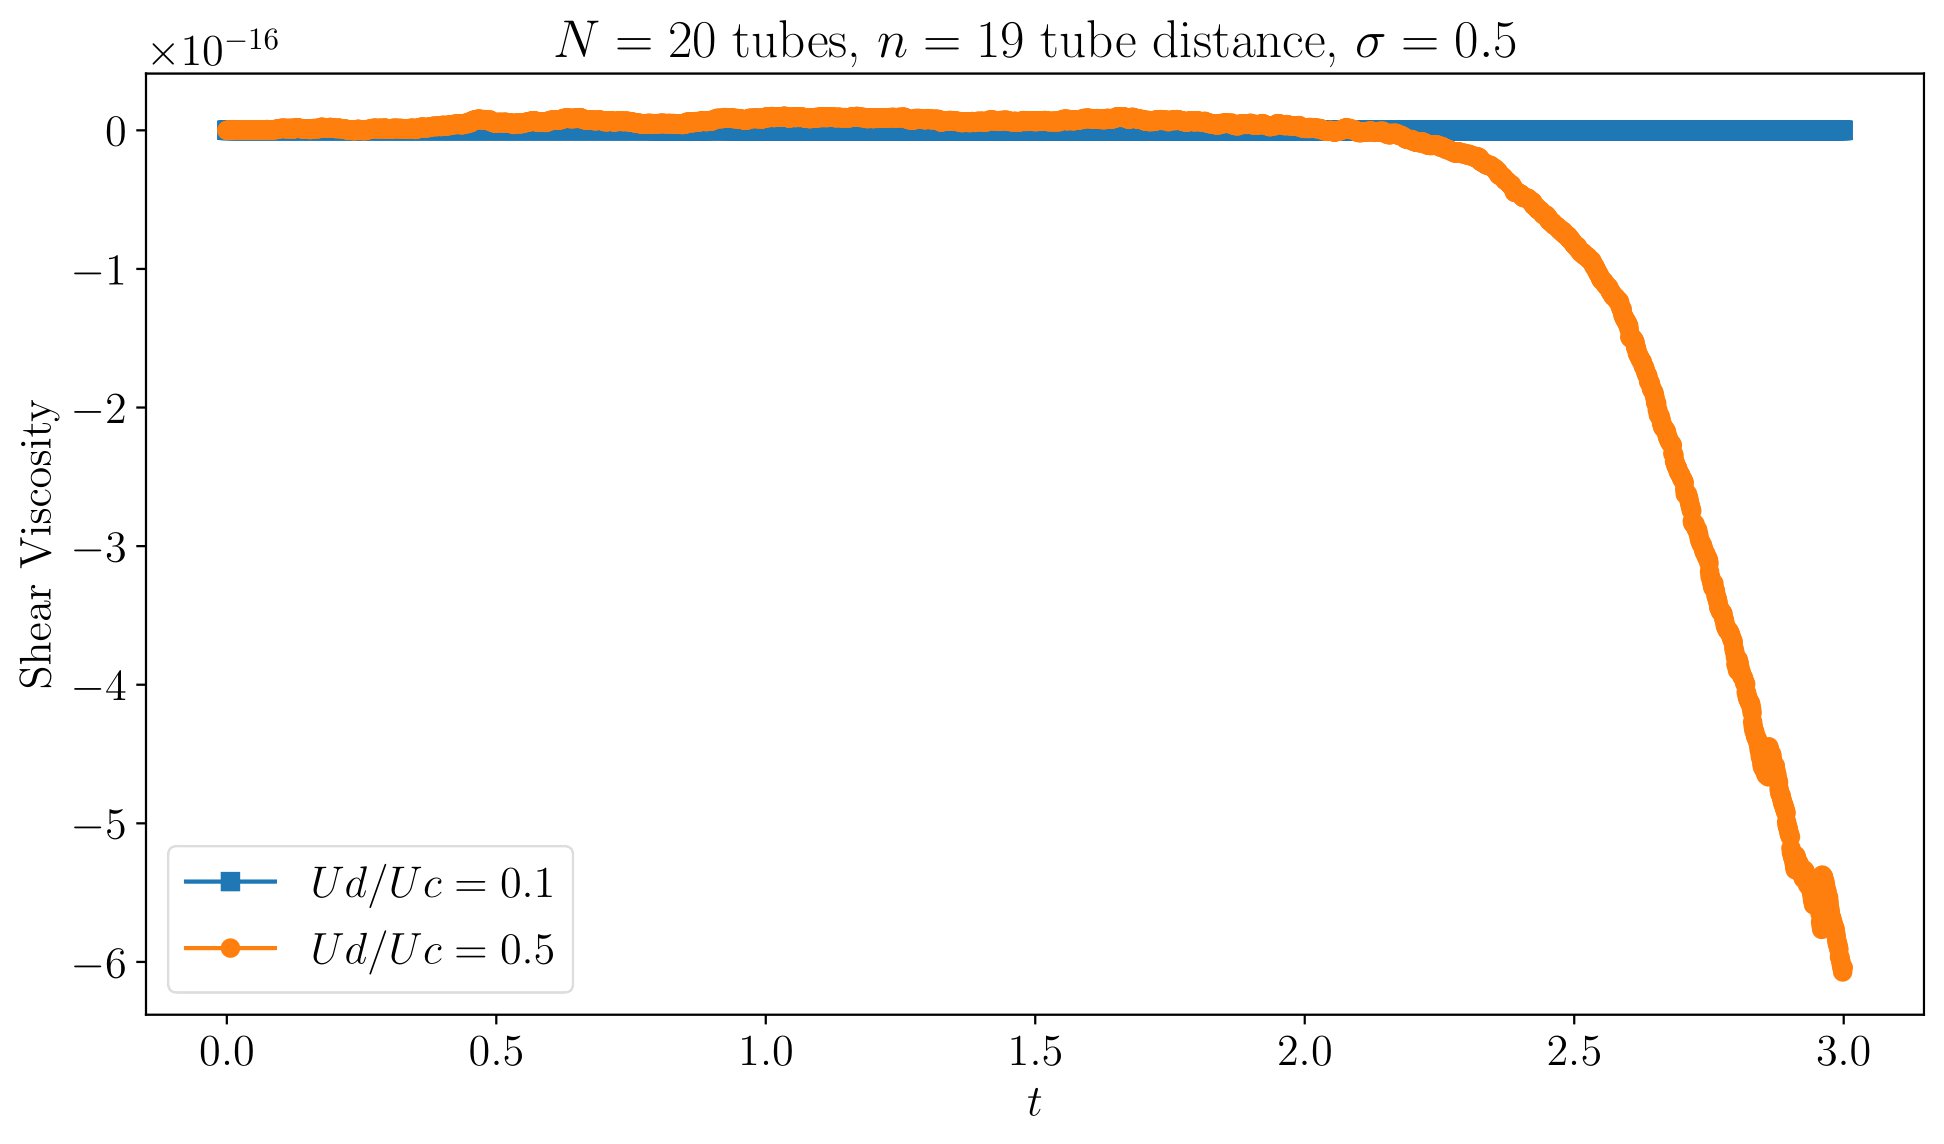 ×10⁻¹⁶
N = 20 tubes, n = 19 tube distance, σ = 0.5
Shear Viscosity
0
−1
−2
−3
−4
−5
−6
Ud/Uc = 0.1
Ud/Uc = 0.5
0.0 0.5 1.0 1.5 2.0 2.5 3.0
t